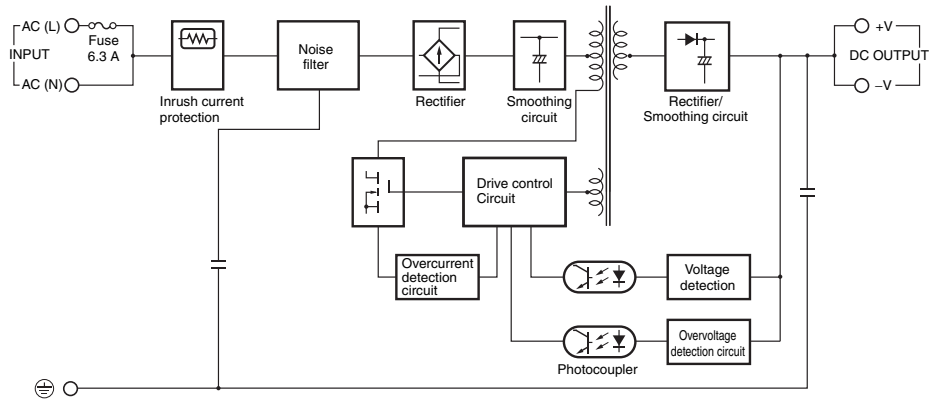 AC (L)
Fuse
6.3 A
INPUT
AC (N)
Inrush current
protection
Noise
filter
Rectifier
Smoothing
circuit
Rectifier/
Smoothing circuit
+V
DC OUTPUT
–V
Drive control
Circuit
Overcurrent
detection
circuit
Voltage
detection
Overvoltage
detection circuit
Photocoupler